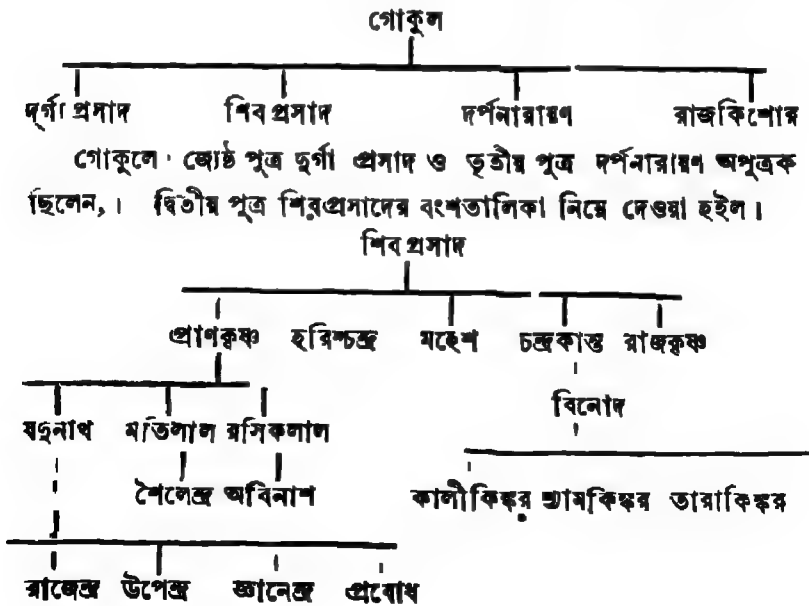 গোকুল
দুর্গাপ্রসাদ শিবপ্রসাদ দর্পনারায়ণ রাজকিশোর
গোকুলে জ্যেষ্ঠ পুত্র দুর্গা প্রসাদ ও তৃতীয় পুত্র দর্পনারায়ণ অপুত্রক
ছিলেন,। দ্বিতীয় পুত্র শিবপ্রসাদের বংশতালিকা নিম্নে দেওয়া হইল।
শিবপ্রসাদ
প্রাণকৃষ্ণ হরিশ্চন্দ্র মহেশ চন্দ্রকান্ত রাজকৃষ্ণ
বিনোদ
যদুনাথ মতিলাল রসিকলাল
শৈলেন্দ্র অবিনাশ কালীকিঙ্কর শ্যামকিঙ্কর তারাকিঙ্কর
রাজেন্দ্র উপেন্দ্র জ্ঞানেন্দ্র প্রবোধ